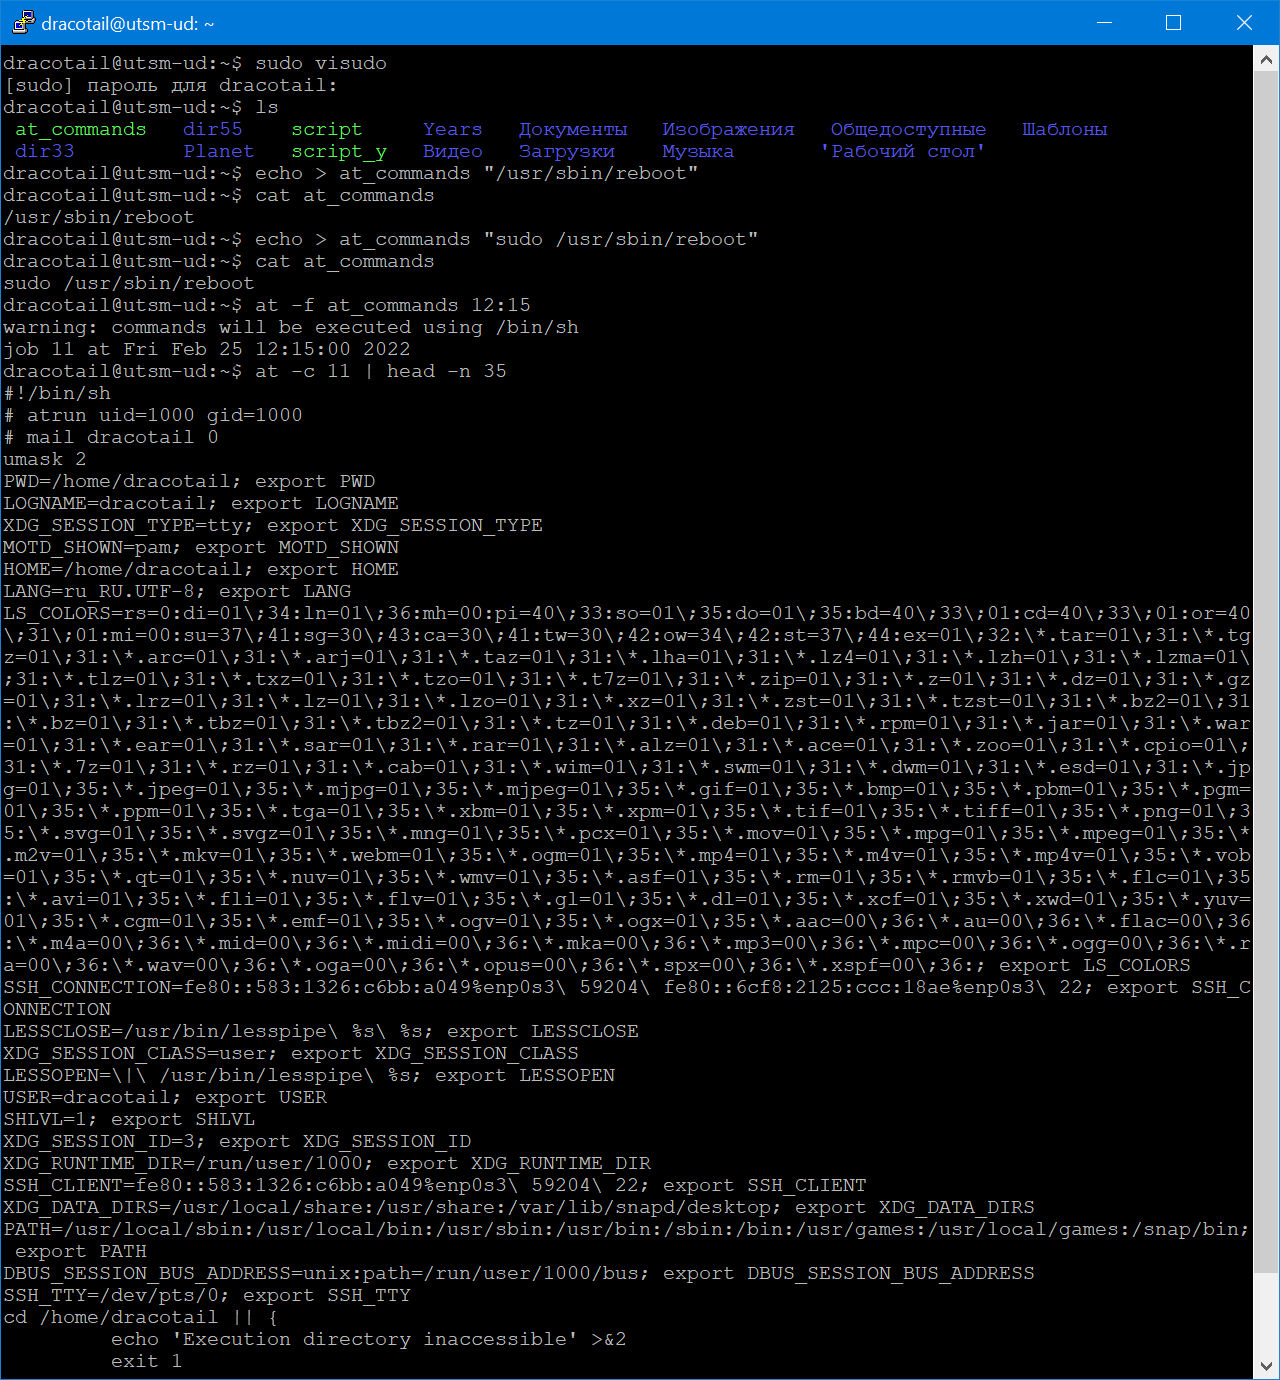 dracotail@utsm-ud: ~
dracotail@utsm-ud:~$ sudo visudo
[sudo] пароль для dracotail:
dracotail@utsm-ud:~$ ls
at_commands dir55 script Years Документы Изображения Общедоступные Шаблоны
dir33 Planet script_y Видео Загрузки Музыка 'Рабочий стол'
dracotail@utsm-ud:~$ echo > at_commands "/usr/sbin/reboot"
dracotail@utsm-ud:~$ cat at_commands
/usr/sbin/reboot
dracotail@utsm-ud:~$ echo > at_commands "sudo /usr/sbin/reboot"
dracotail@utsm-ud:~$ cat at_commands
sudo /usr/sbin/reboot
dracotail@utsm-ud:~$ at -f at_commands 12:15
warning: commands will be executed using /bin/sh
job 11 at Fri Feb 25 12:15:00 2022
dracotail@utsm-ud:~$ at -c 11 | head -n 35
#!/bin/sh
# atrun uid=1000 gid=1000
# mail dracotail 0
umask 2
PWD=/home/dracotail; export PWD
LOGNAME=dracotail; export LOGNAME
XDG_SESSION_TYPE=tty; export XDG_SESSION_TYPE
MOTD_SHOWN=pam; export MOTD_SHOWN
HOME=/home/dracotail; export HOME
LANG=ru_RU.UTF-8; export LANG
LS_COLORS=rs=0:di=01\;34:ln=01\;36:mh=00:pi=40\;33:so=01\;35:do=01\;35:bd=40\;33\;01:cd=40\;33\;01:or=40
\;31\;01:mi=00:su=37\;41:sg=30\;43:ca=30\;41:tw=30\;42:ow=34\;42:st=37\;44:ex=01\;32:\*.tar=01\;31:\*.tg
z=01\;31:\*.arc=01\;31:\*.arj=01\;31:\*.taz=01\;31:\*.lha=01\;31:\*.lz4=01\;31:\*.lzh=01\;31:\*.lzma=01\
;31:\*.tlz=01\;31:\*.txz=01\;31:\*.tzo=01\;31:\*.t7z=01\;31:\*.zip=01\;31:\*.z=01\;31:\*.dz=01\;31:\*.gz
=01\;31:\*.lrz=01\;31:\*.lz=01\;31:\*.lzo=01\;31:\*.xz=01\;31:\*.zst=01\;31:\*.tzst=01\;31:\*.bz2=01\;31
:\*.bz=01\;31:\*.tbz=01\;31:\*.tbz2=01\;31:\*.tz=01\;31:\*.deb=01\;31:\*.rpm=01\;31:\*.jar=01\;31:\*.war
=01\;31:\*.ear=01\;31:\*.sar=01\;31:\*.rar=01\;31:\*.alz=01\;31:\*.ace=01\;31:\*.zoo=01\;31:\*.cpio=01\;
31:\*.7z=01\;31:\*.rz=01\;31:\*.cab=01\;31:\*.wim=01\;31:\*.swm=01\;31:\*.dwm=01\;31:\*.esd=01\;31:\*.jp
g=01\;35:\*.jpeg=01\;35:\*.mjpg=01\;35:\*.mjpeg=01\;35:\*.gif=01\;35:\*.bmp=01\;35:\*.pbm=01\;35:\*.pgm=
01\;35:\*.ppm=01\;35:\*.tga=01\;35:\*.xbm=01\;35:\*.xpm=01\;35:\*.tif=01\;35:\*.tiff=01\;35:\*.png=01\;3
5:\*.svg=01\;35:\*.svgz=01\;35:\*.mng=01\;35:\*.pcx=01\;35:\*.mov=01\;35:\*.mpg=01\;35:\*.mpeg=01\;35:\*
.m2v=01\;35:\*.mkv=01\;35:\*.webm=01\;35:\*.ogm=01\;35:\*.mp4=01\;35:\*.m4v=01\;35:\*.mp4v=01\;35:\*.vob
=01\;35:\*.qt=01\;35:\*.nuv=01\;35:\*.wmv=01\;35:\*.asf=01\;35:\*.rm=01\;35:\*.rmvb=01\;35:\*.flc=01\;35
:\*.avi=01\;35:\*.fli=01\;35:\*.flv=01\;35:\*.gl=01\;35:\*.dl=01\;35:\*.xcf=01\;35:\*.xwd=01\;35:\*.yuv=
01\;35:\*.cgm=01\;35:\*.emf=01\;35:\*.ogv=01\;35:\*.ogx=01\;35:\*.aac=00\;36:\*.au=00\;36:\*.flac=00\;36
:\*.m4a=00\;36:\*.mid=00\;36:\*.midi=00\;36:\*.mka=00\;36:\*.mp3=00\;36:\*.mpc=00\;36:\*.ogg=00\;36:\*.r
a=00\;36:\*.wav=00\;36:\*.oga=00\;36:\*.opus=00\;36:\*.spx=00\;36:\*.xspf=00\;36:; export LS_COLORS
SSH_CONNECTION=fe80::583:1326:c6bb:a049%enp0s3\ 59204\ fe80::6cf8:2125:ccc:18ae%enp0s3\ 22; export SSH_C
ONNECTION
LESSCLOSE=/usr/bin/lesspipe\ %s\ %s; export LESSCLOSE
XDG_SESSION_CLASS=user; export XDG_SESSION_CLASS
LESSOPEN=\|\ /usr/bin/lesspipe\ %s; export LESSOPEN
USER=dracotail; export USER
SHLVL=1; export SHLVL
XDG_SESSION_ID=3; export XDG_SESSION_ID
XDG_RUNTIME_DIR=/run/user/1000; export XDG_RUNTIME_DIR
SSH_CLIENT=fe80::583:1326:c6bb:a049%enp0s3\ 59204\ 22; export SSH_CLIENT
XDG_DATA_DIRS=/usr/local/share:/usr/share:/var/lib/snapd/desktop; export XDG_DATA_DIRS
PATH=/usr/local/sbin:/usr/local/bin:/usr/sbin:/usr/bin:/sbin:/bin:/usr/games:/usr/local/games:/snap/bin;
export PATH
DBUS_SESSION_BUS_ADDRESS=unix:path=/run/user/1000/bus; export DBUS_SESSION_BUS_ADDRESS
SSH_TTY=/dev/pts/0; export SSH_TTY
cd /home/dracotail || {
echo 'Execution directory inaccessible' >&2
exit 1